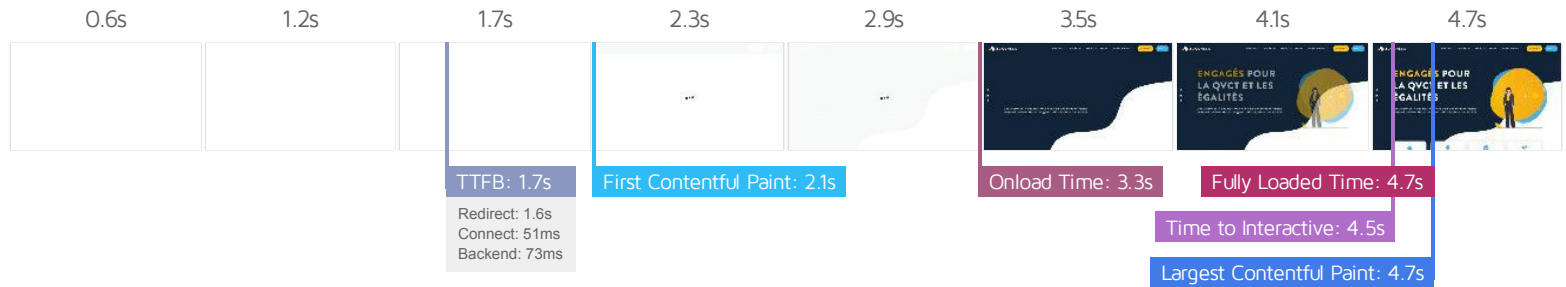 0.6s 1.2s 1.7s 2.3s 2.9s 3.5s 4.1s 4.7s
ENGAGÉS POUR
LA QVCT ET LES
ÉGALITÉS
ENGAGÉS POUR
LA QVCT ET LES
ÉGALITÉS
TTFB: 1.7s
Redirect: 1.6s
Connect: 51ms
Backend: 73ms
First Contentful Paint: 2.1s
Onload Time: 3.3s
Fully Loaded Time: 4.7s
Time to Interactive: 4.5s
Largest Contentful Paint: 4.7s